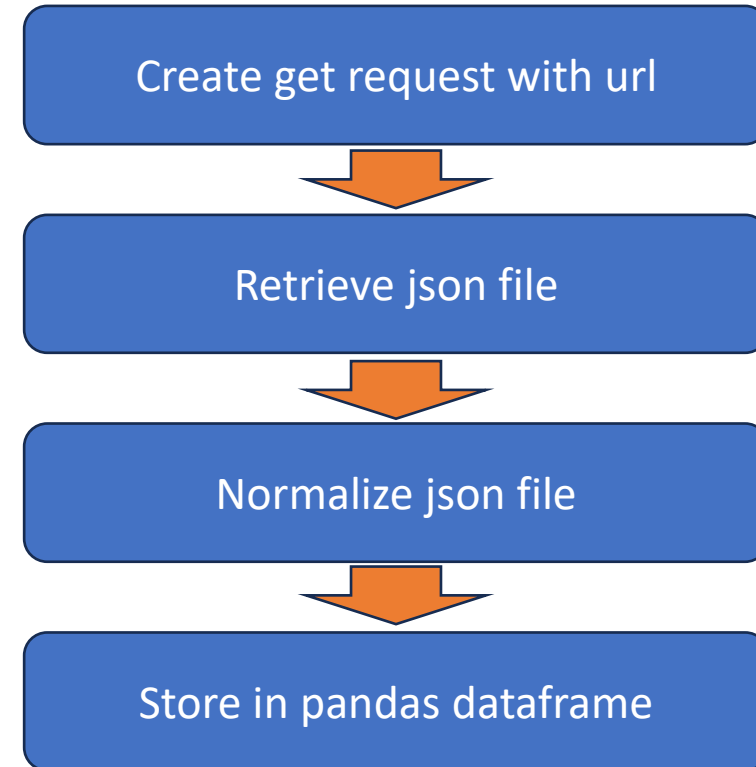 Create get request with url
Retrieve json file
Normalize json file
Store in pandas dataframe